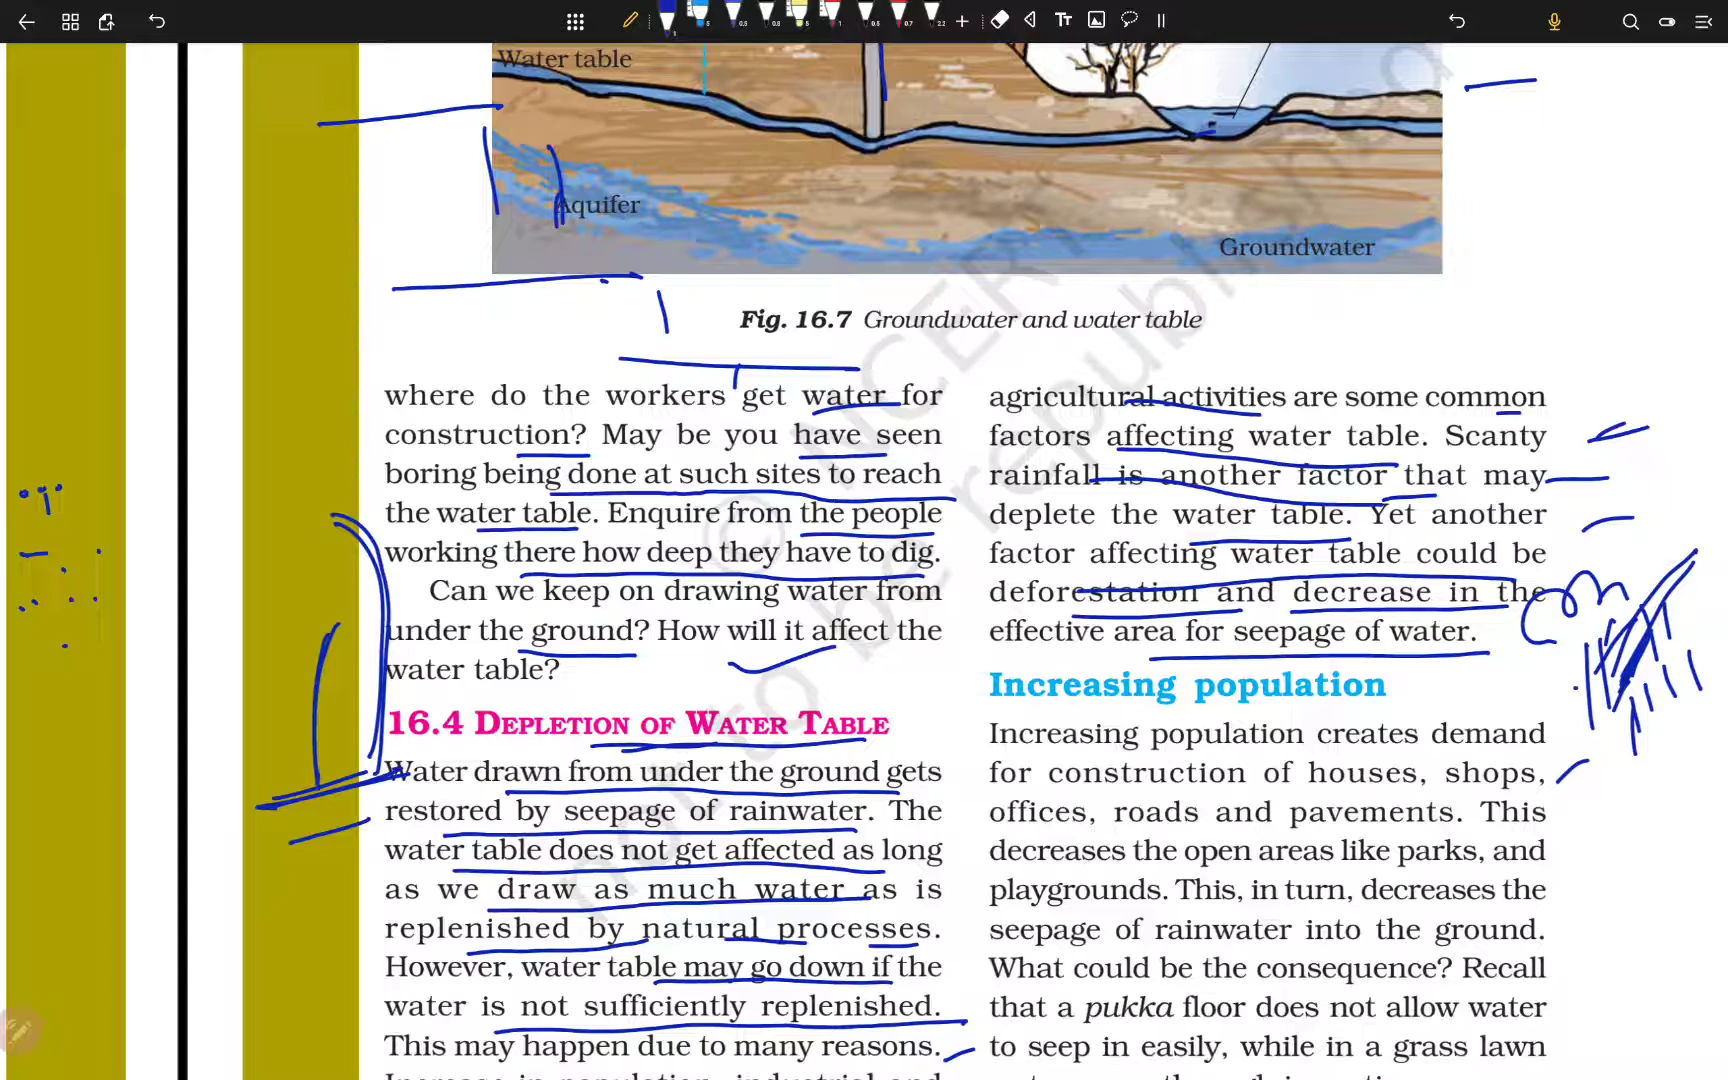 Water table
Aquifer
Groundwater
Fig. 16.7 Groundwater and water table
where do the workers get water for
construction? May be you have seen
boring being done at such sites to reach
the water table. Enquire from the people
working there how deep they have to dig.
Can we keep on drawing water from
under the ground? How will it affect the
water table?
16.4 DEPLETION OF WATER TABLE
Water drawn from under the ground gets
restored by seepage of rainwater. The
water table does not get affected as long
as we draw as much water as is
replenished by natural processes.
However, water table may go down if the
water is not sufficiently replenished.
This may happen due to many reasons.
Increase in population, industrial and
agricultural activities are some common
factors affecting water table. Scanty
rainfall is another factor that may
deplete the water table. Yet another
factor affecting water table could be
deforestation and decrease in the
effective area for seepage of water.
Increasing population
Increasing population creates demand
for construction of houses, shops,
offices, roads and pavements. This
decreases the open areas like parks, and
playgrounds. This, in turn, decreases the
seepage of rainwater into the ground.
What could be the consequence? Recall
that a pukka floor does not allow water
to seep in easily, while in a grass lawn
© NCERT
not to be republished